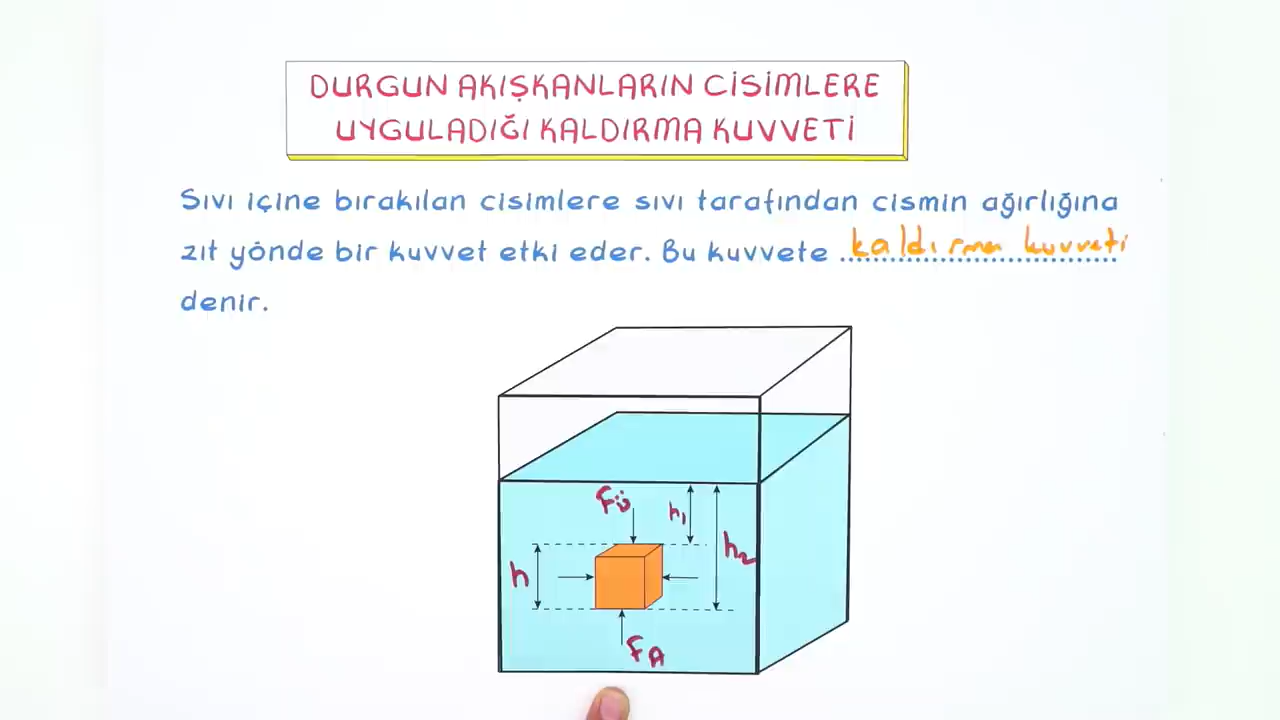 DURGUN AKIŞKANLARIN CİSİMLERE
UYGULADIĞI KALDIRMA KUVVETİ
Sıvı içine bırakılan cisimlere sıvı tarafından cismin ağırlığına
zıt yönde bir kuvvet etki eder. Bu kuvvete kaldırma kuvveti
denir.
FÜ
h₁
h₂
h
FA